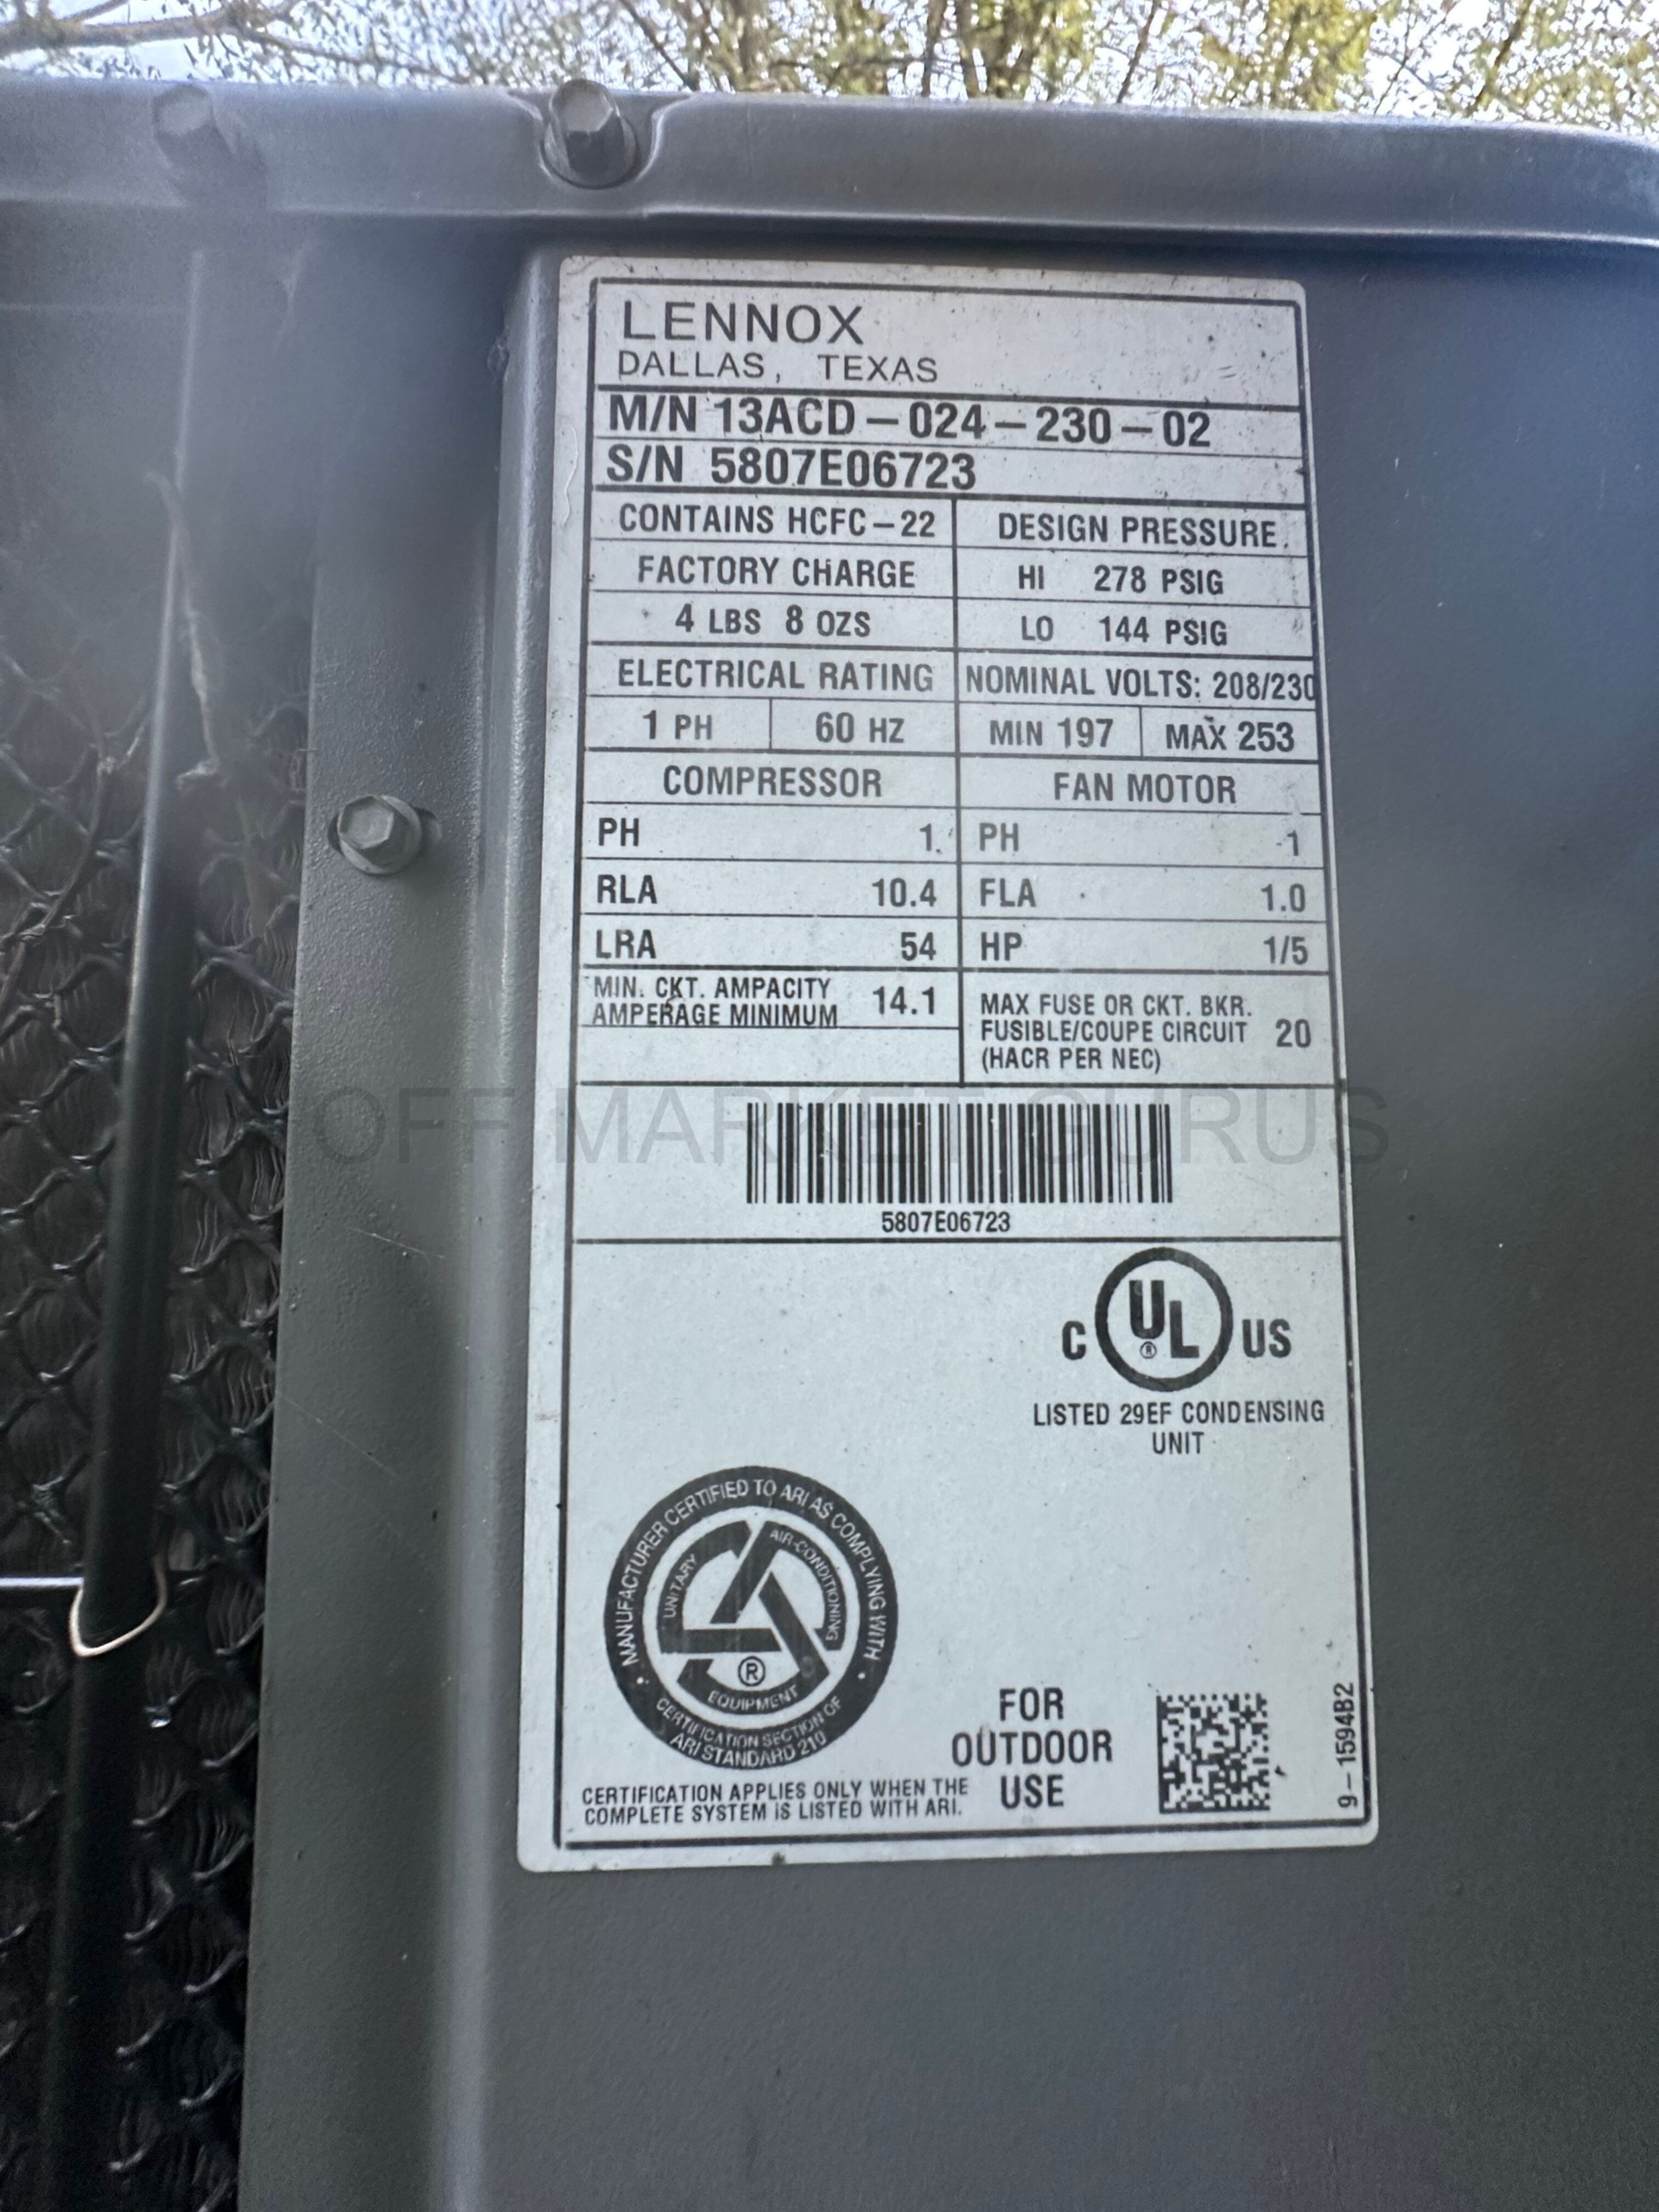 LENNOX
DALLAS, TEXAS
M/N 13ACD-024-230-02
S/N 5807E06723
CONTAINS HCFC-22
DESIGN PRESSURE
FACTORY CHARGE
HI 278 PSIG
4 LBS 8 OZS
LO 144 PSIG
ELECTRICAL RATING
NOMINAL VOLTS: 208/230
1 PH 60 HZ
MIN 197 MAX 253
COMPRESSOR
FAN MOTOR
PH 1
PH 1
RLA 10.4
FLA 1.0
LRA 54
HP 1/5
MIN. CKT. AMPACITY
AMPERAGE MINIMUM 14.1
MAX FUSE OR CKT. BKR.
FUSIBLE/COUPE CIRCUIT 20
(HACR PER NEC)
OFF MARKET GURUS
5807E06723
C UL ® US
LISTED 29EF CONDENSING
UNIT
MANUFACTURER CERTIFIED TO ARI AS COMPLYING WITH
UNITARY
AIR-CONDITIONING
®
EQUIPMENT
CERTIFICATION SECTION OF
ARI STANDARD 210
CERTIFICATION APPLIES ONLY WHEN THE
COMPLETE SYSTEM IS LISTED WITH ARI.
FOR
OUTDOOR
USE
9-1594B2